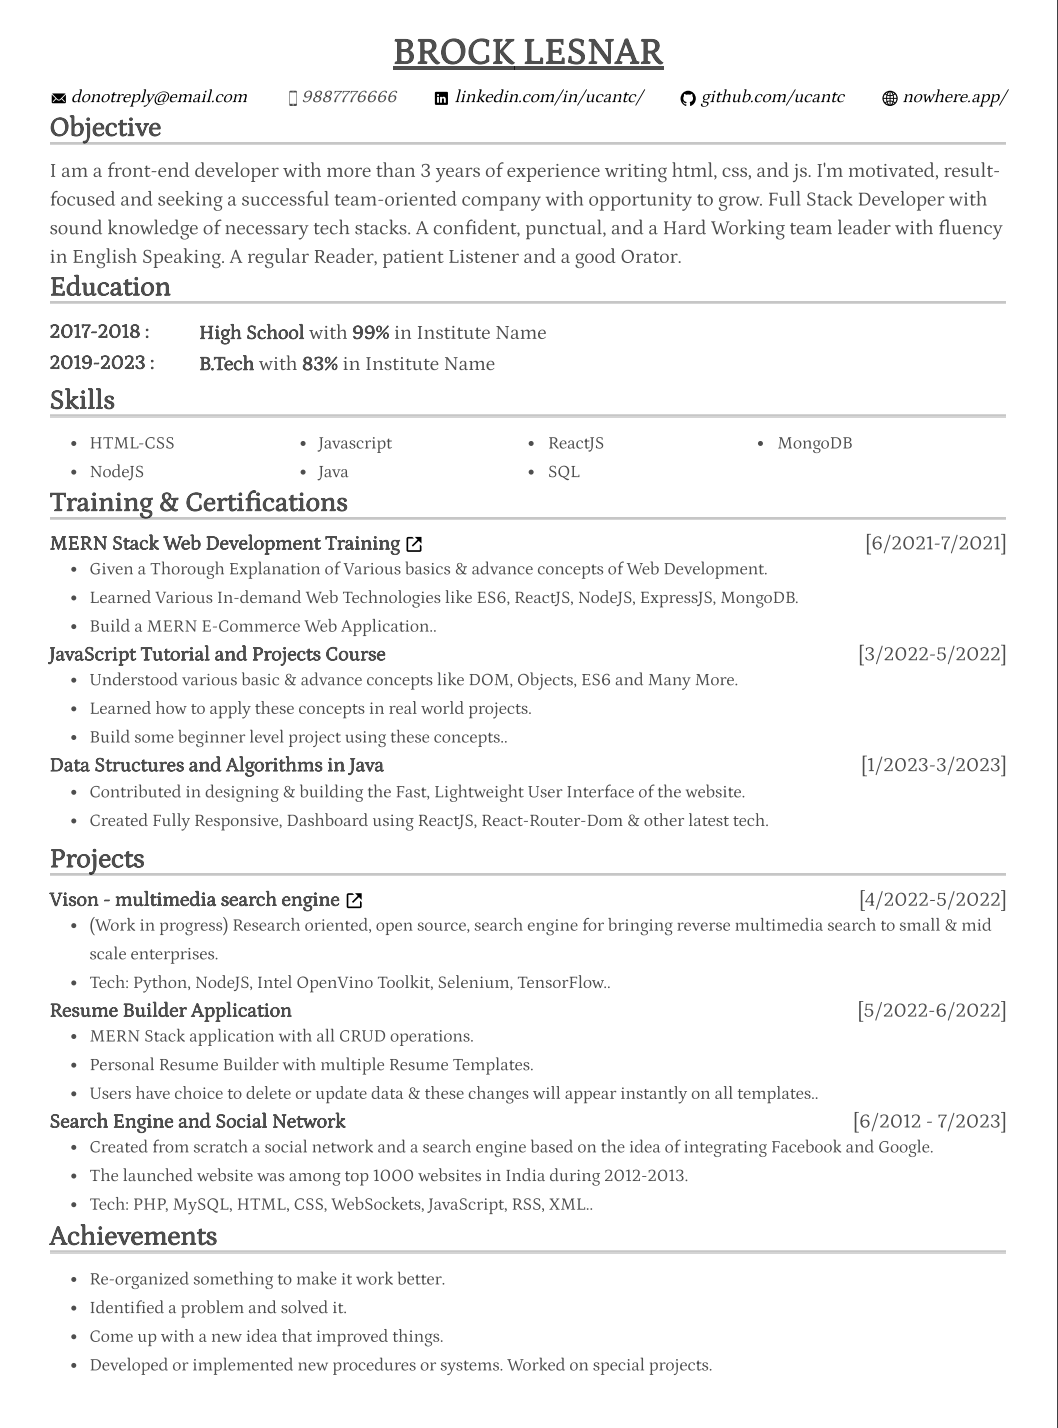 BROCK LESNAR
donotreply@email.com 9887776666 linkedin.com/in/ucantc/ github.com/ucantc nowhere.app/
Objective
I am a front-end developer with more than 3 years of experience writing html, css, and js. I'm motivated, result-
focused and seeking a successful team-oriented company with opportunity to grow. Full Stack Developer with
sound knowledge of necessary tech stacks. A confident, punctual, and a Hard Working team leader with fluency
in English Speaking. A regular Reader, patient Listener and a good Orator.
Education
2017-2018 : High School with 99% in Institute Name
2019-2023 : B.Tech with 83% in Institute Name
Skills
• HTML-CSS • Javascript • ReactJS • MongoDB
• NodeJS • Java • SQL
Training & Certifications
MERN Stack Web Development Training [6/2021-7/2021]
• Given a Thorough Explanation of Various basics & advance concepts of Web Development.
• Learned Various In-demand Web Technologies like ES6, ReactJS, NodeJS, ExpressJS, MongoDB.
• Build a MERN E-Commerce Web Application..
JavaScript Tutorial and Projects Course [3/2022-5/2022]
• Understood various basic & advance concepts like DOM, Objects, ES6 and Many More.
• Learned how to apply these concepts in real world projects.
• Build some beginner level project using these concepts..
Data Structures and Algorithms in Java [1/2023-3/2023]
• Contributed in designing & building the Fast, Lightweight User Interface of the website.
• Created Fully Responsive, Dashboard using ReactJS, React-Router-Dom & other latest tech.
Projects
Vison - multimedia search engine [4/2022-5/2022]
• (Work in progress) Research oriented, open source, search engine for bringing reverse multimedia search to small & mid
scale enterprises.
• Tech: Python, NodeJS, Intel OpenVino Toolkit, Selenium, TensorFlow..
Resume Builder Application [5/2022-6/2022]
• MERN Stack application with all CRUD operations.
• Personal Resume Builder with multiple Resume Templates.
• Users have choice to delete or update data & these changes will appear instantly on all templates..
Search Engine and Social Network [6/2012 - 7/2023]
• Created from scratch a social network and a search engine based on the idea of integrating Facebook and Google.
• The launched website was among top 1000 websites in India during 2012-2013.
• Tech: PHP, MySQL, HTML, CSS, WebSockets, JavaScript, RSS, XML..
Achievements
• Re-organized something to make it work better.
• Identified a problem and solved it.
• Come up with a new idea that improved things.
• Developed or implemented new procedures or systems. Worked on special projects.